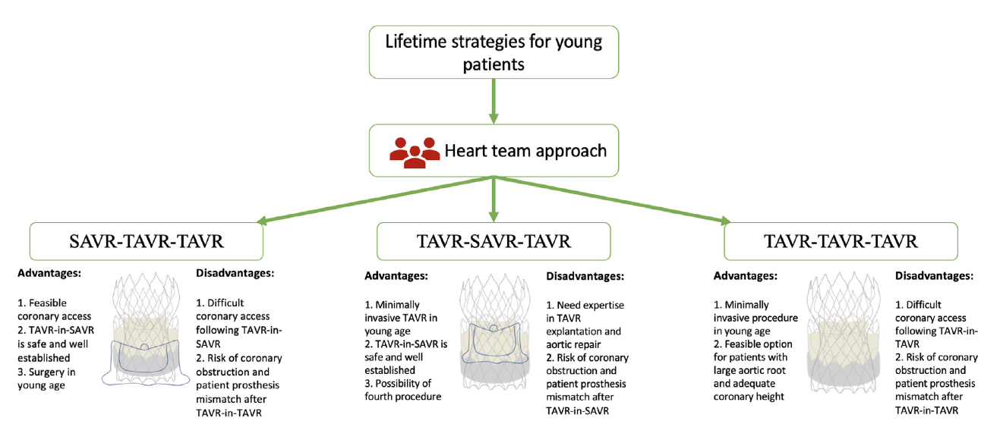 Lifetime strategies for young
patients
Heart team approach
SAVR-TAVR-TAVR
Advantages:
1. Feasible
coronary access
2. TAVR-in-SAVR
is safe and well
established
3. Surgery in
young age
Disadvantages:
1. Difficult
coronary access
following TAVR-in-
SAVR
2. Risk of coronary
obstruction and
patient prosthesis
mismatch after
TAVR-in-TAVR
TAVR-SAVR-TAVR
Advantages:
1. Minimally
invasive TAVR in
young age
2. TAVR-in-SAVR is
safe and well
established
3. Possibility of
fourth procedure
Disadvantages:
1. Need expertise
in TAVR
explantation and
aortic repair
2. Risk of coronary
obstruction and
patient prosthesis
mismatch after
TAVR-in-SAVR
TAVR-TAVR-TAVR
Advantages:
1. Minimally
invasive procedure
in young age
2. Feasible option
for patients with
large aortic root
and adequate
coronary height
Disadvantages:
1. Difficult
coronary access
following TAVR-in-
TAVR
2. Risk of coronary
obstruction and
patient prosthesis
mismatch after
TAVR-in-TAVR